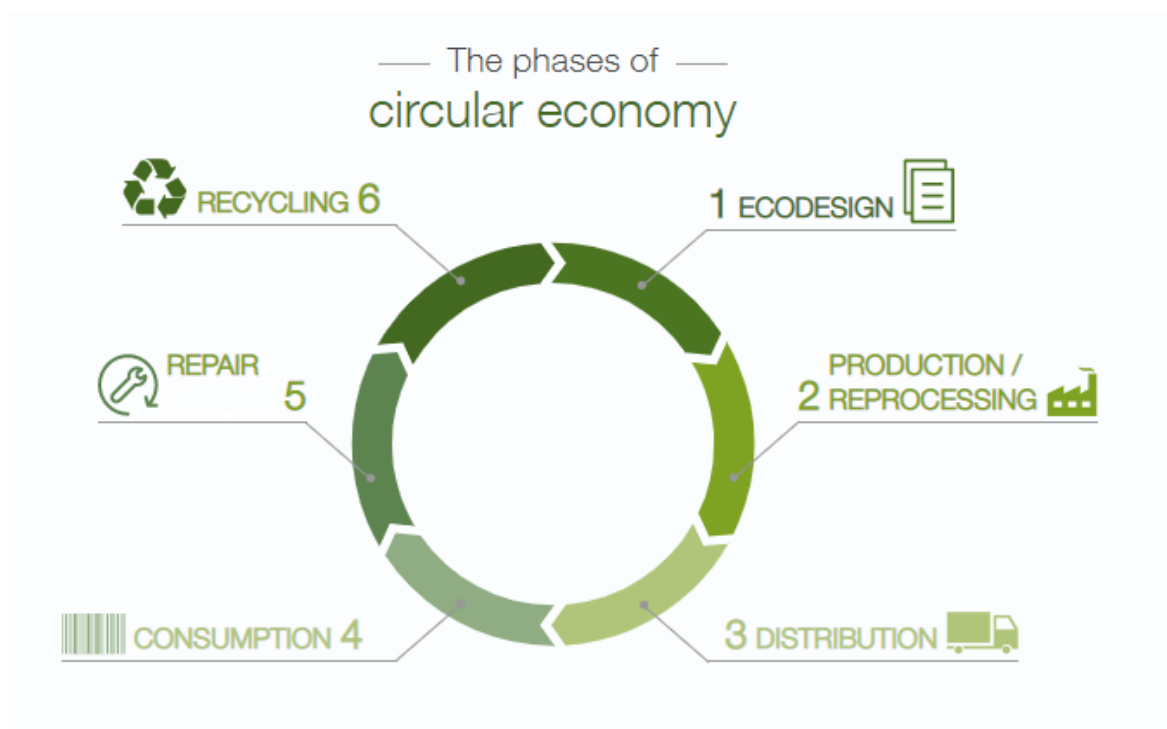 The phases of
circular economy
RECYCLING 6
1 ECODESIGN
REPAIR
5
PRODUCTION /
2 REPROCESSING
CONSUMPTION 4
3 DISTRIBUTION